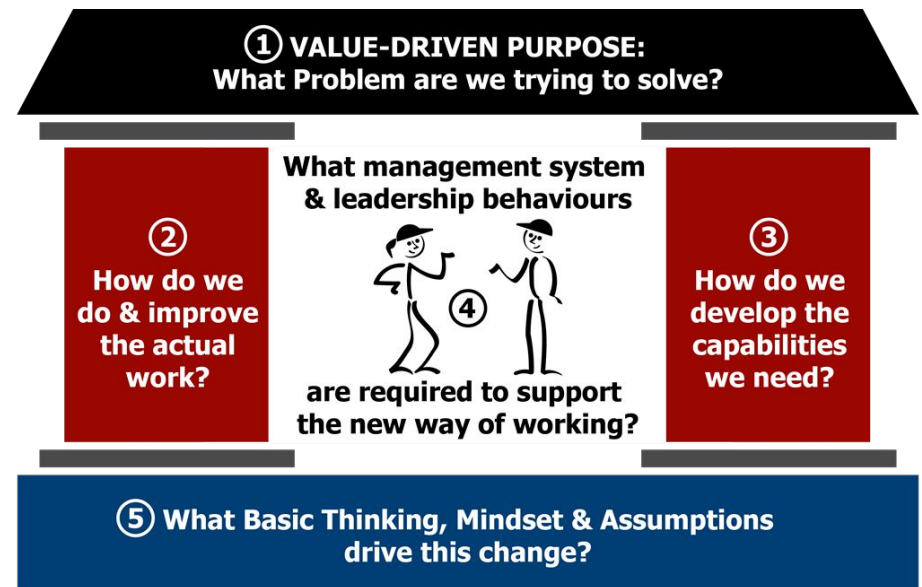 ① VALUE-DRIVEN PURPOSE:
What Problem are we trying to solve?
②
How do we
do & improve
the actual
work?
What management system
& leadership behaviours
④
are required to support
the new way of working?
③
How do we
develop the
capabilities
we need?
⑤ What Basic Thinking, Mindset & Assumptions
drive this change?